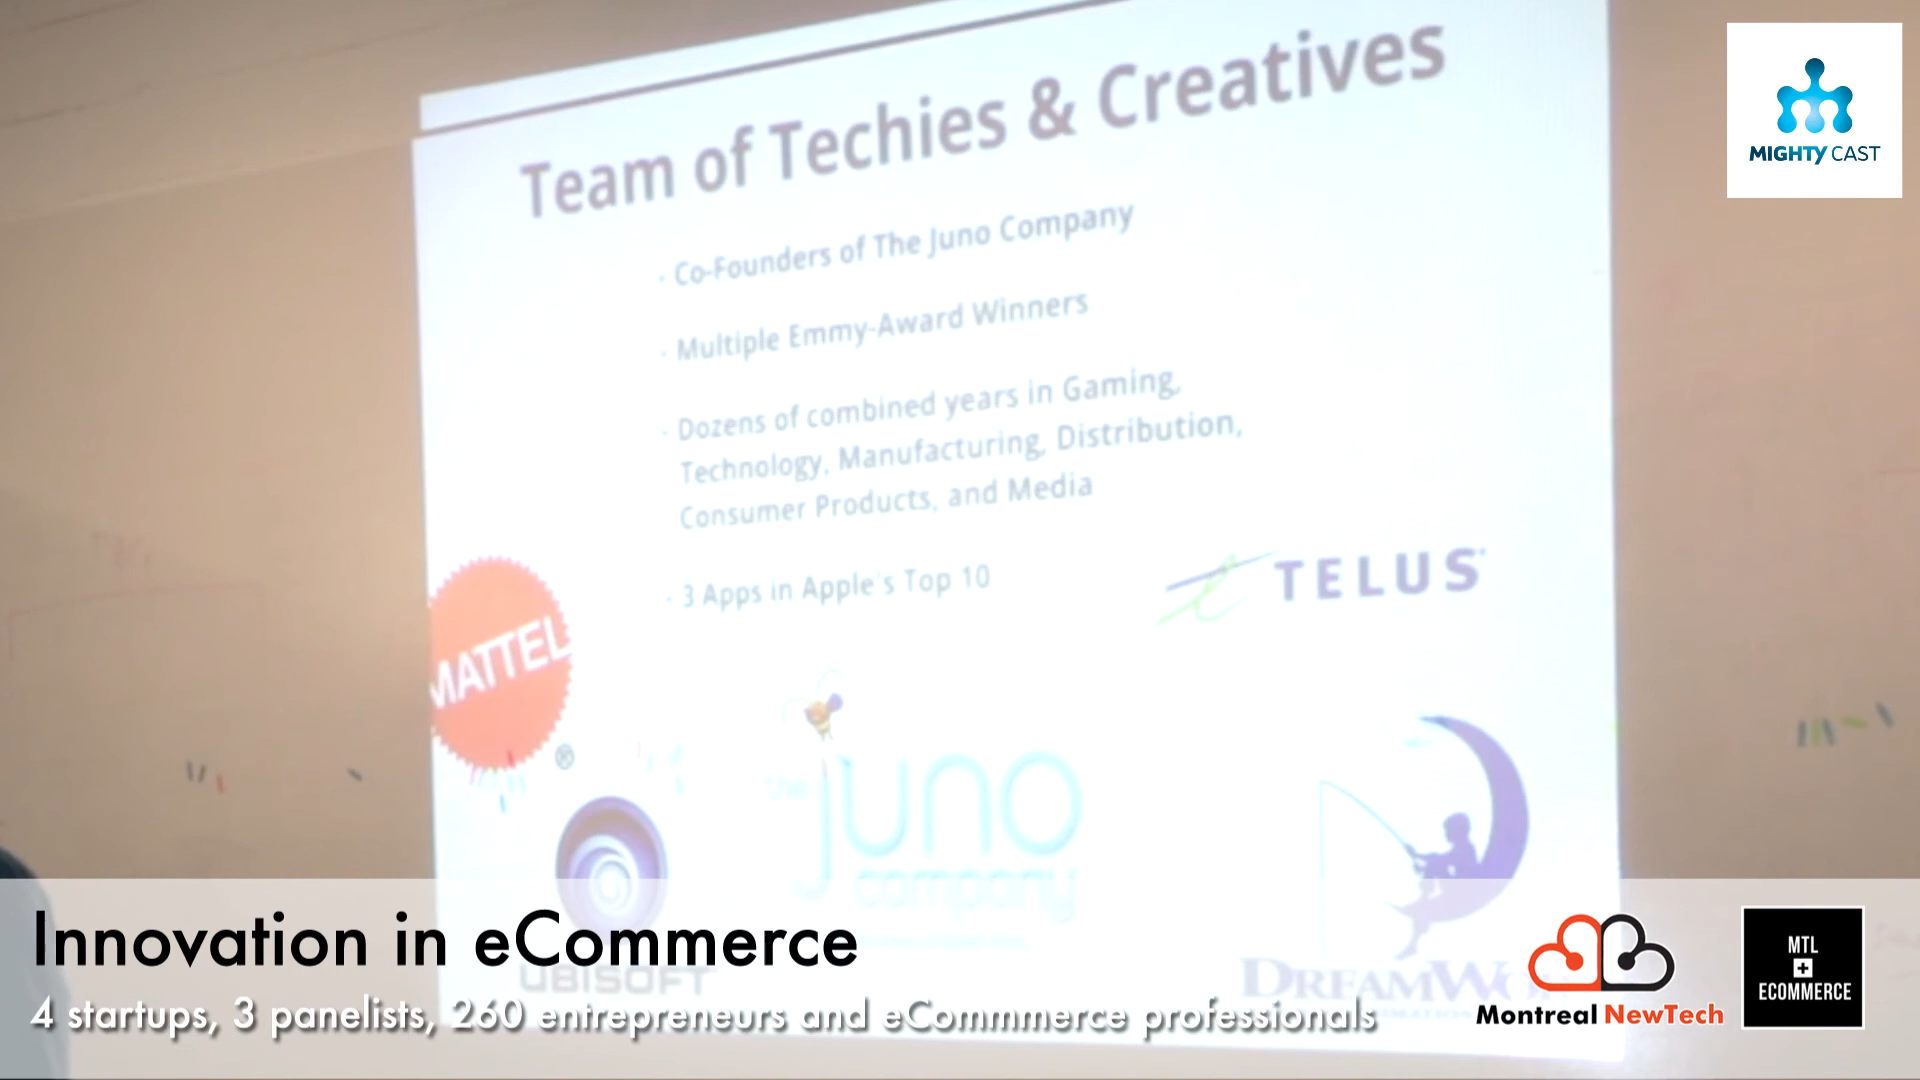 Team of Techies & Creatives
MIGHTY CAST
· Co-Founders of The Juno Company
· Multiple Emmy-Award Winners
· Dozens of combined years in Gaming,
Technology, Manufacturing, Distribution,
Consumer Products, and Media
· 3 Apps in Apple's Top 10
TELUS
MATTEL
®
the
juno
company
Innovation in eCommerce
UBISOFT
DREAMWO
4 startups, 3 panelists, 260 entrepreneurs and eCommmerce professionals
Montreal NewTech
MTL
+
ECOMMERCE